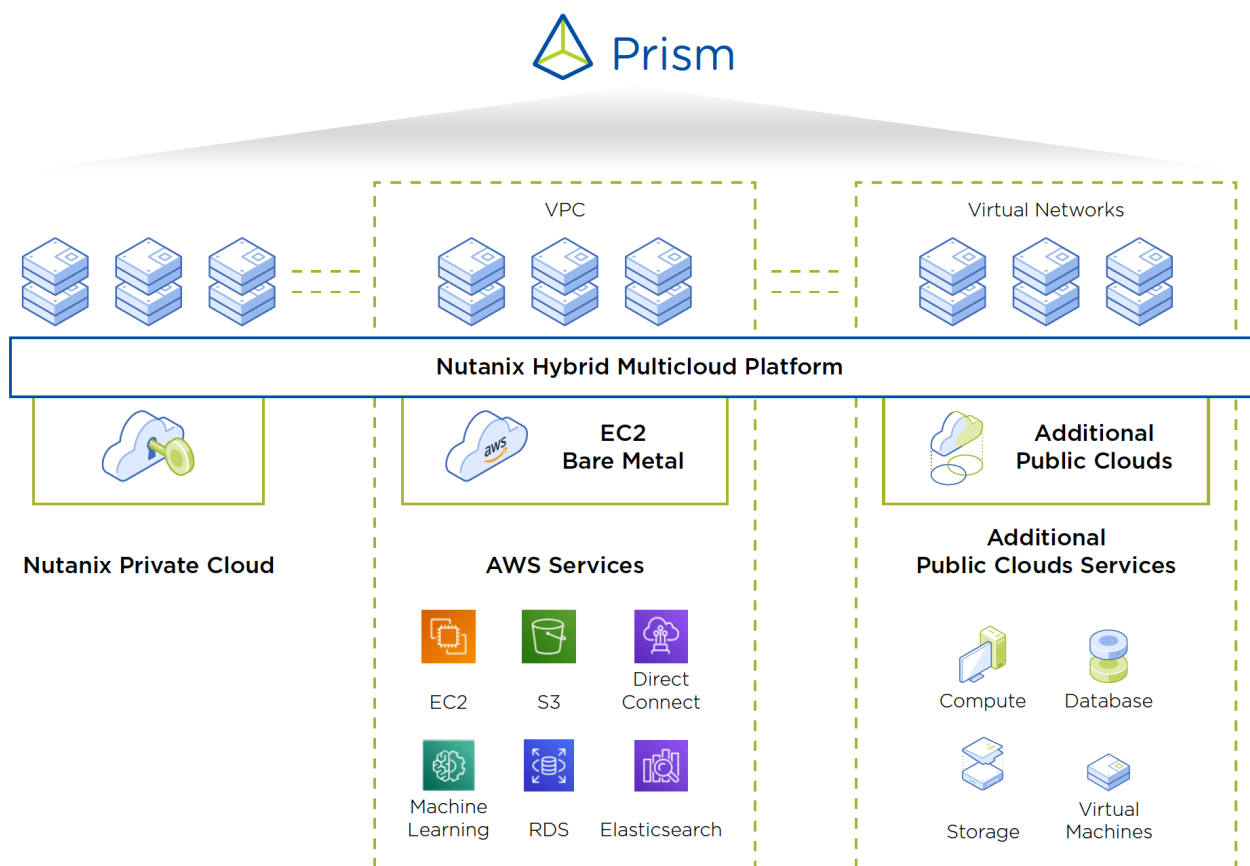 Prism
VPC
Virtual Networks
Nutanix Hybrid Multicloud Platform
aws
EC2
Bare Metal
Additional
Public Clouds
Nutanix Private Cloud
AWS Services
Additional
Public Clouds Services
EC2
S3
Direct
Connect
Machine
Learning
RDS
Elasticsearch
Compute
Database
Storage
Virtual
Machines